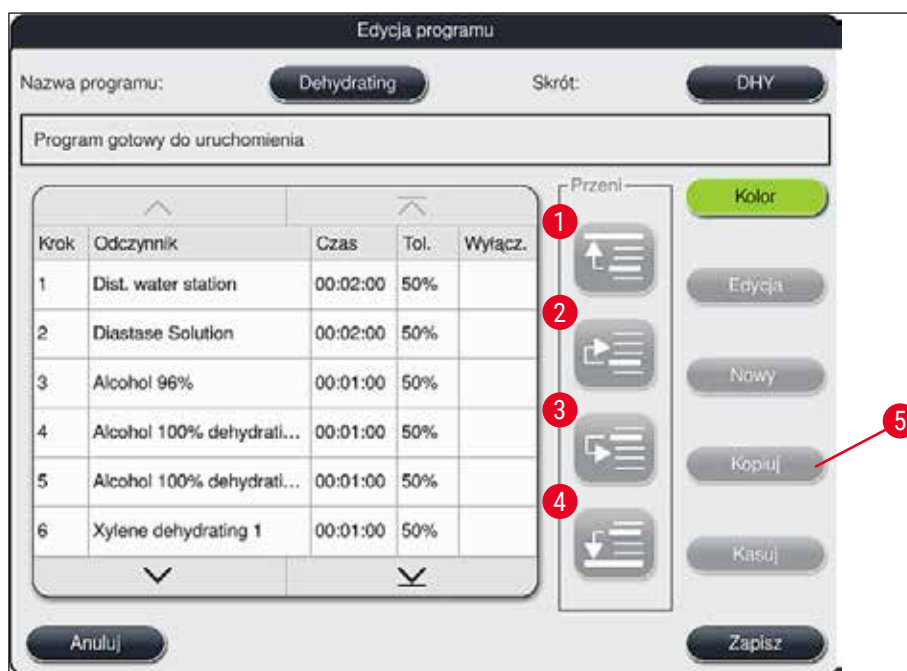 Edycja programu
Nazwa programu: Dehydrating Skrót: DHY
Program gotowy do uruchomienia
Przeni
Kolor
Krok Odczynnik Czas Tol. Wyłącz.
1 Dist. water station 00:02:00 50%
2 Diastase Solution 00:02:00 50%
3 Alcohol 96% 00:01:00 50%
4 Alcohol 100% dehydrati... 00:01:00 50%
5 Alcohol 100% dehydrati... 00:01:00 50%
6 Xylene dehydrating 1 00:01:00 50%
1
2
3
4
Edycja
Nowy
Kopiuj
5
Kasuj
Anuluj
Zapisz